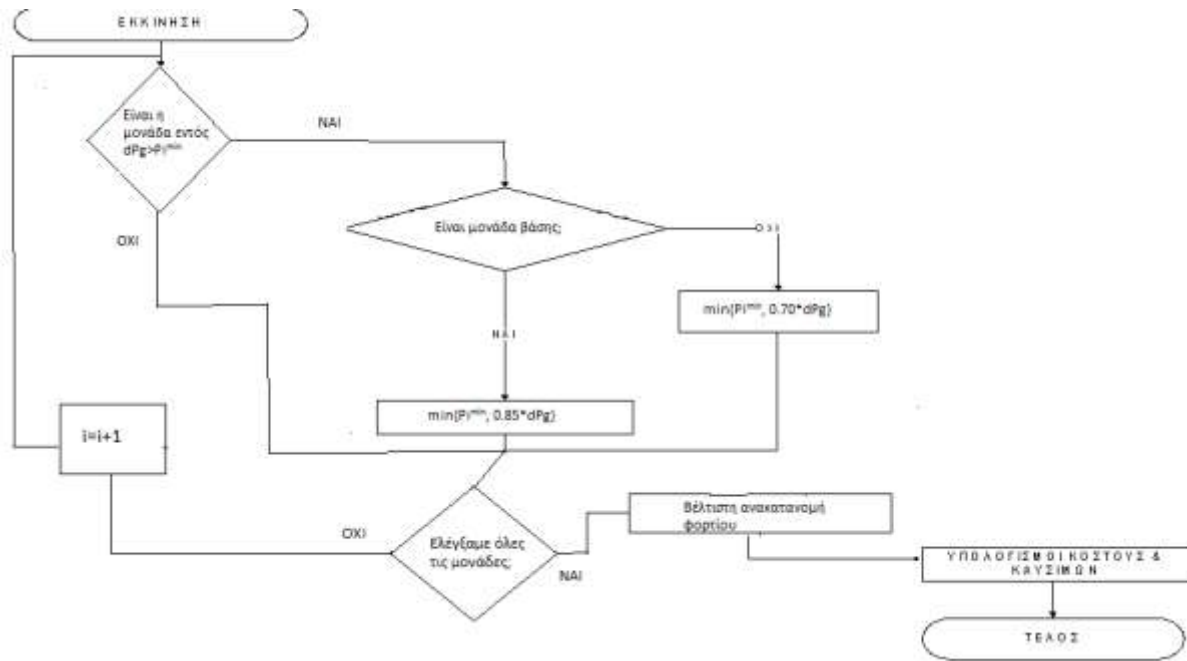 ΕΚΚΙΝΗΣΗ
Είναι η
μονάδα εντός
dPg>Pi^min
ΝΑΙ
ΟΧΙ
Είναι μονάδα βάσης;
ΟΧΙ
min{Pi^min, 0.70*dPg}
ΝΑΙ
min{Pi^min, 0.85*dPg}
i=i+1
ΟΧΙ
Ελέγξαμε όλες
τις μονάδες;
ΝΑΙ
Βέλτιστη ανακατανομή
φορτίου
ΥΠΟΛΟΓΙΣΜΟΙ ΚΟΣΤΟΥΣ &
ΚΑΥΣΙΜΩΝ
ΤΕΛΟΣ